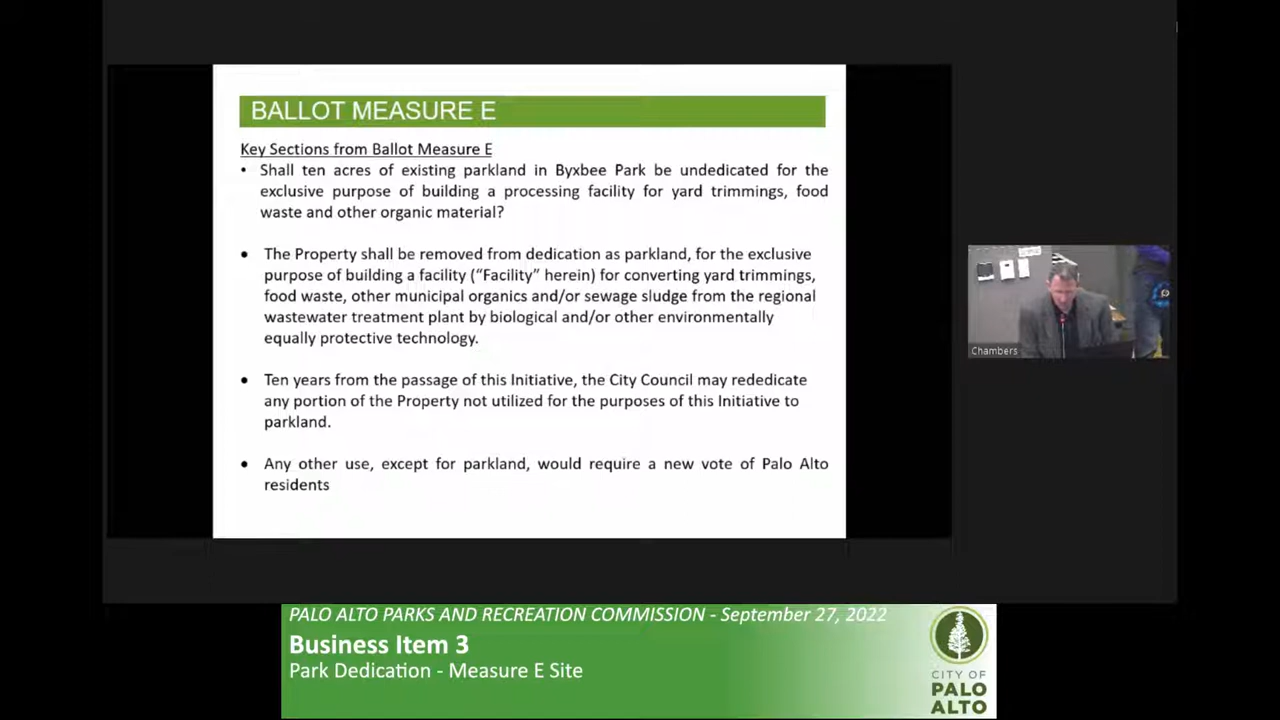 BALLOT MEASURE E
Key Sections from Ballot Measure E
• Shall ten acres of existing parkland in Byxbee Park be undedicated for the
exclusive purpose of building a processing facility for yard trimmings, food
waste and other organic material?
• The Property shall be removed from dedication as parkland, for the exclusive
purpose of building a facility (“Facility” herein) for converting yard trimmings,
food waste, other municipal organics and/or sewage sludge from the regional
wastewater treatment plant by biological and/or other environmentally
equally protective technology.
• Ten years from the passage of this Initiative, the City Council may rededicate
any portion of the Property not utilized for the purposes of this Initiative to
parkland.
• Any other use, except for parkland, would require a new vote of Palo Alto
residents
Chambers
PALO ALTO PARKS AND RECREATION COMMISSION - September 27, 2022
Business Item 3
Park Dedication - Measure E Site
CITY OF
PALO
ALTO